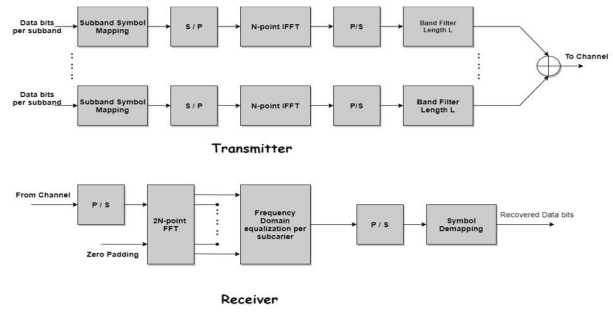 Data bits
per subband
Subband Symbol
Mapping
S / P
N-point IFFT
P/S
Band Filter
Length L
To Channel
Data bits
per subband
Subband Symbol
Mapping
S / P
N-point IFFT
P/S
Band Filter
Length L
Transmitter
From Channel
P / S
2N-point
FFT
Zero Padding
Frequency
Domain
equalization per
subcarier
P / S
Symbol
Demapping
Recovered Data bits
Receiver